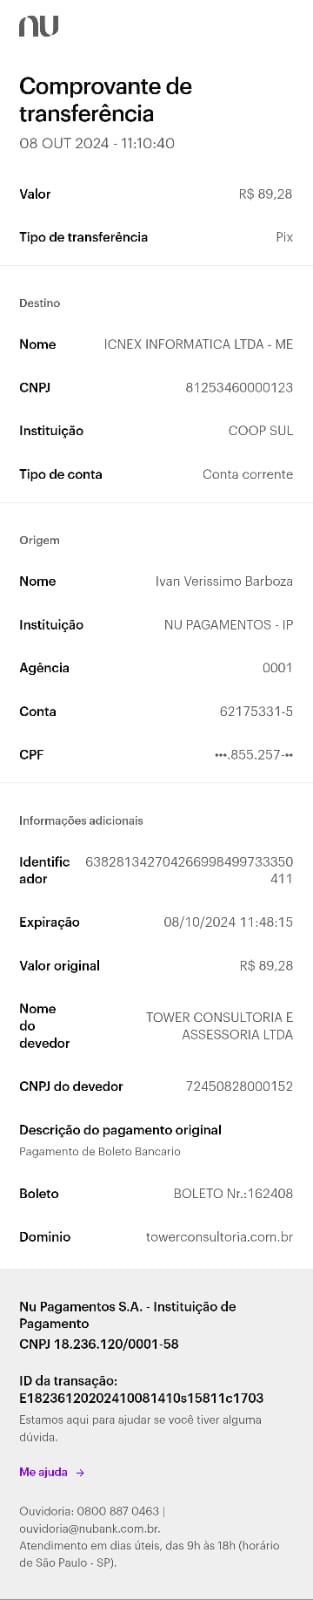 nu
Comprovante de
transferência
08 OUT 2024 - 11:10:40
Valor R$ 89,28
Tipo de transferência Pix
Destino
Nome ICNEX INFORMATICA LTDA - ME
CNPJ 81253460000123
Instituição COOP SUL
Tipo de conta Conta corrente
Origem
Nome Ivan Verissimo Barboza
Instituição NU PAGAMENTOS - IP
Agência 0001
Conta 62175331-5
CPF •••.855.257-••
Informações adicionais
Identific 638281342704266998499733350
ador 411
Expiração 08/10/2024 11:48:15
Valor original R$ 89,28
Nome
do
devedor
TOWER CONSULTORIA E
ASSESSORIA LTDA
CNPJ do devedor 72450828000152
Descrição do pagamento original
Pagamento de Boleto Bancario
Boleto BOLETO Nr.:162408
Dominio towerconsultoria.com.br
Nu Pagamentos S.A. - Instituição de
Pagamento
CNPJ 18.236.120/0001-58
ID da transação:
E18236120202410081410s15811c1703
Estamos aqui para ajudar se você tiver alguma
dúvida.
Me ajuda →
Ouvidoria: 0800 887 0463 |
ouvidoria@nubank.com.br.
Atendimento em dias úteis, das 9h às 18h (horário
de São Paulo - SP).